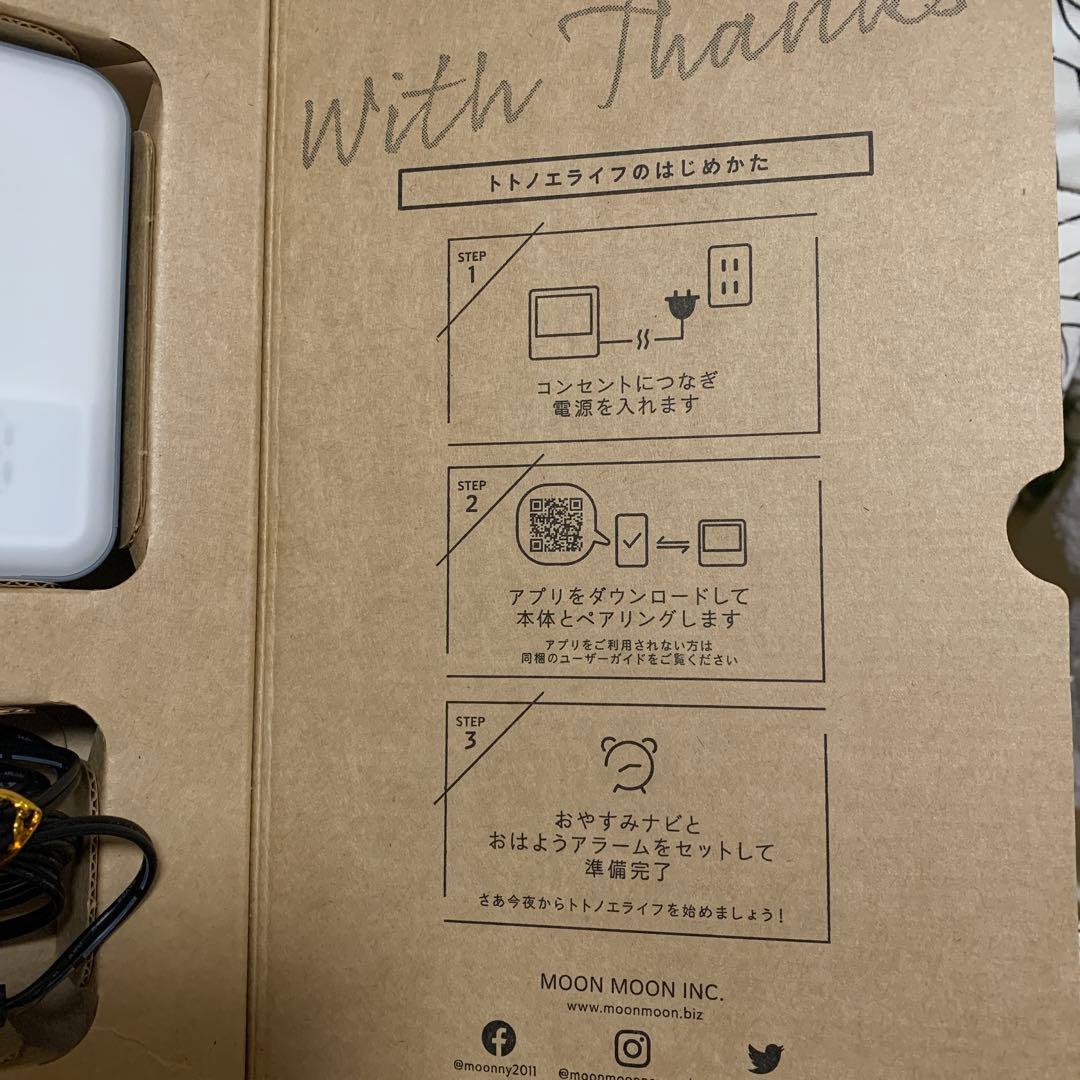 With Thanks
トトノエライフのはじめかた
STEP
1
コンセントにつなぎ
電源を入れます
STEP
2
アプリをダウンロードして
本体とペアリングします
アプリをご利用されない方は
同梱のユーザーガイドをご覧ください
STEP
3
おやすみナビと
おはようアラームをセットして
準備完了
さあ今夜からトトノエライフを始めましょう!
MOON MOON INC.
www.moonmoon.biz
@moonny2011